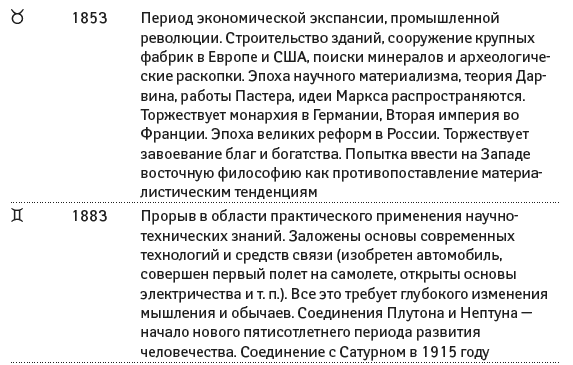 ♉ 1853 Период экономической экспансии, промышленной
революции. Строительство зданий, сооружение крупных
фабрик в Европе и США, поиски минералов и археологиче-
ские раскопки. Эпоха научного материализма, теория Дар-
вина, работы Пастера, идеи Маркса распространяются.
Торжествует монархия в Германии, Вторая империя во
Франции. Эпоха великих реформ в России. Торжествует
завоевание благ и богатства. Попытка ввести на Западе
восточную философию как противопоставление материа-
листическим тенденциям
♊ 1883 Прорыв в области практического применения научно-
технических знаний. Заложены основы современных
технологий и средств связи (изобретен автомобиль,
совершен первый полет на самолете, открыты основы
электричества и т. п.). Все это требует глубокого изменения
мышления и обычаев. Соединения Плутона и Нептуна —
начало нового пятисотлетнего периода развития
человечества. Соединение с Сатурном в 1915 году